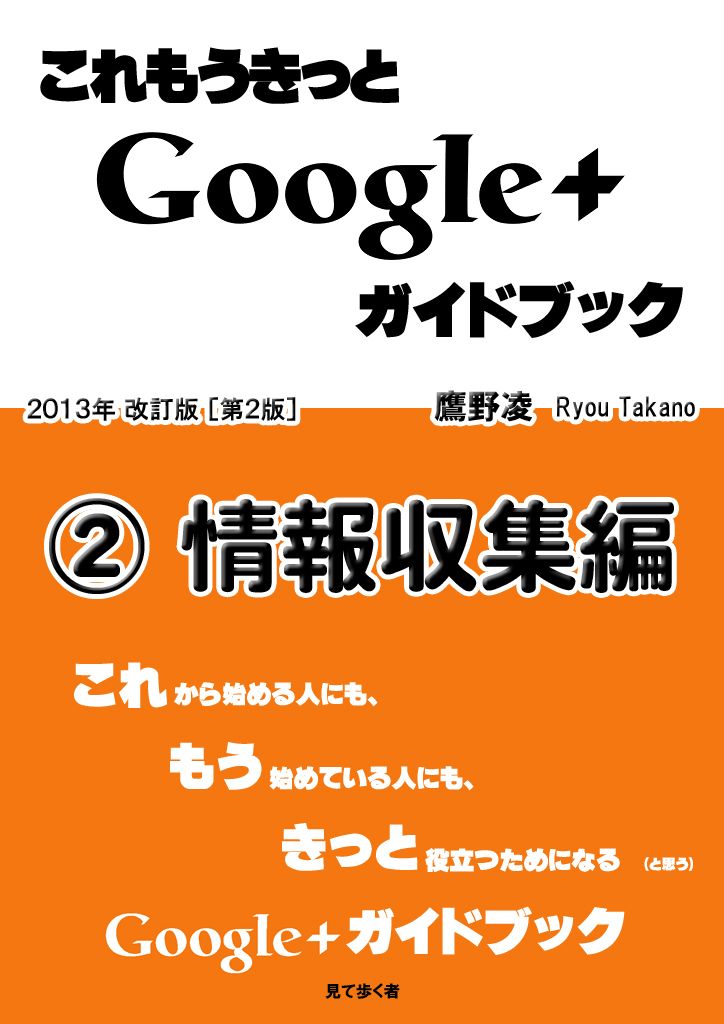 これもうきっと
Google+
ガイドブック
2013年 改訂版 [第2版]
鷹野凌 Ryou Takano
② 情報収集編
これから始める人にも、
もう始めている人にも、
きっと役立つためになる (と思う)
Google+ガイドブック
見て歩く者